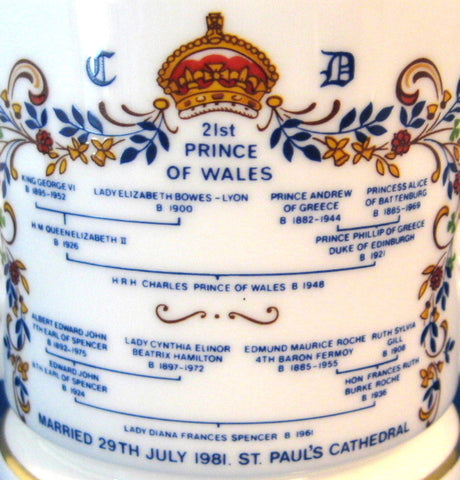 C D
21st
PRINCE
OF WALES
KING GEORGE VI
B 1895-1952
LADY ELIZABETH BOWES-LYON
B. 1900
PRINCE ANDREW
OF GREECE
B 1882-1944
PRINCESS ALICE
OF BATTENBURG
B 1885-1969
H M QUEEN ELIZABETH II
B 1926
PRINCE PHILLIP OF GREECE
DUKE OF EDINBURGH
B 1921
H R H CHARLES PRINCE OF WALES B 1948
ALBERT EDWARD JOHN
7TH EARL OF SPENCER
B 1892-1975
LADY CYNTHIA ELINOR
BEATRIX HAMILTON
B 1897-1972
EDMUND MAURICE ROCHE
4TH BARON FERMOY
B 1885-1955
RUTH SYLVIA
GILL
B 1908
EDWARD JOHN
8TH EARL OF SPENCER
B 1924
HON FRANCES RUTH
BURKE ROCHE
B 1936
LADY DIANA FRANCES SPENCER B 1961
MARRIED 29TH JULY 1981. ST. PAUL'S CATHEDRAL